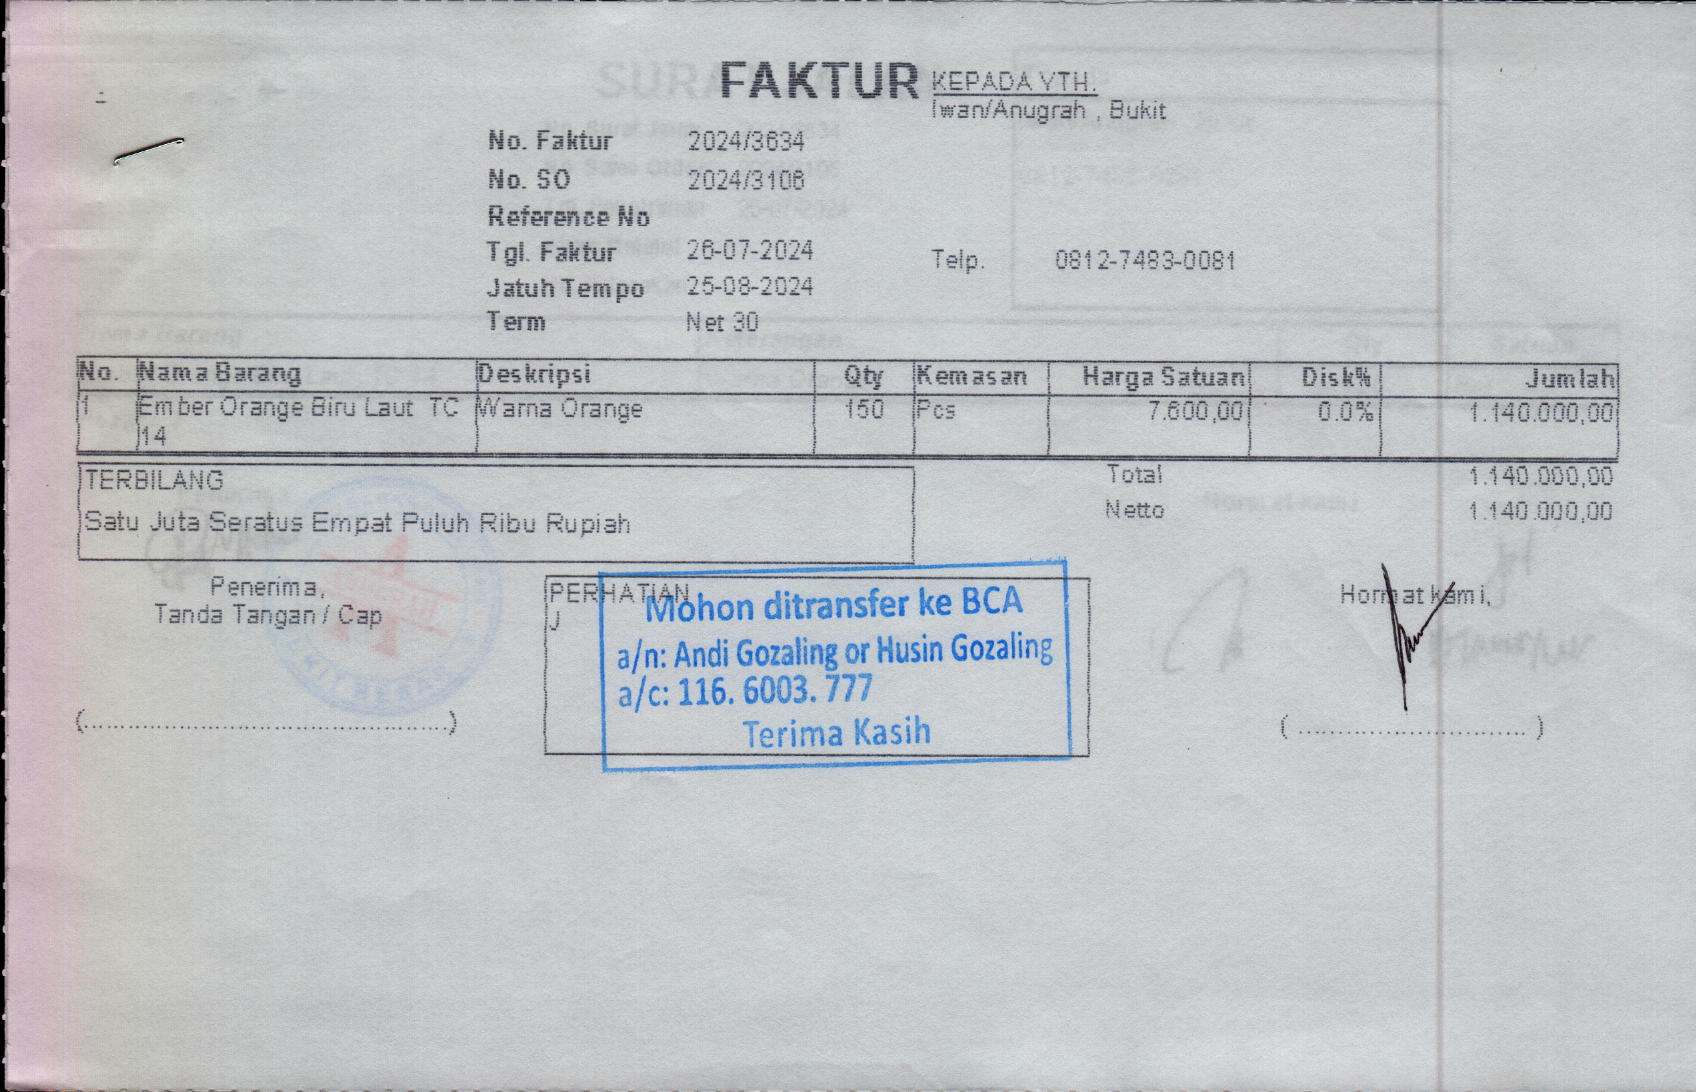 FAKTUR
KEPADA YTH.
Iwan/Anugrah , Bukit
No. Faktur 2024/3634
No. SO 2024/3106
Reference No
Tgl. Faktur 26-07-2024
Telp. 0812-7483-0081
Jatuh Tempo 25-08-2024
Term Net 30
No. Nama Barang Deskripsi Qty Kemasan Harga Satuan Disk% Jumlah
1 Ember Orange Biru Laut TC Warna Orange 150 Pcs 7.600,00 0.0% 1.140.000,00
14
TERBILANG
Satu Juta Seratus Empat Puluh Ribu Rupiah
Total 1.140.000,00
Netto 1.140.000,00
Penerima,
Tanda Tangan / Cap
(................................................)
PERHATIAN
J
Mohon ditransfer ke BCA
a/n: Andi Gozaling or Husin Gozaling
a/c: 116. 6003. 777
Terima Kasih
Hormat kami,
( .............................. )